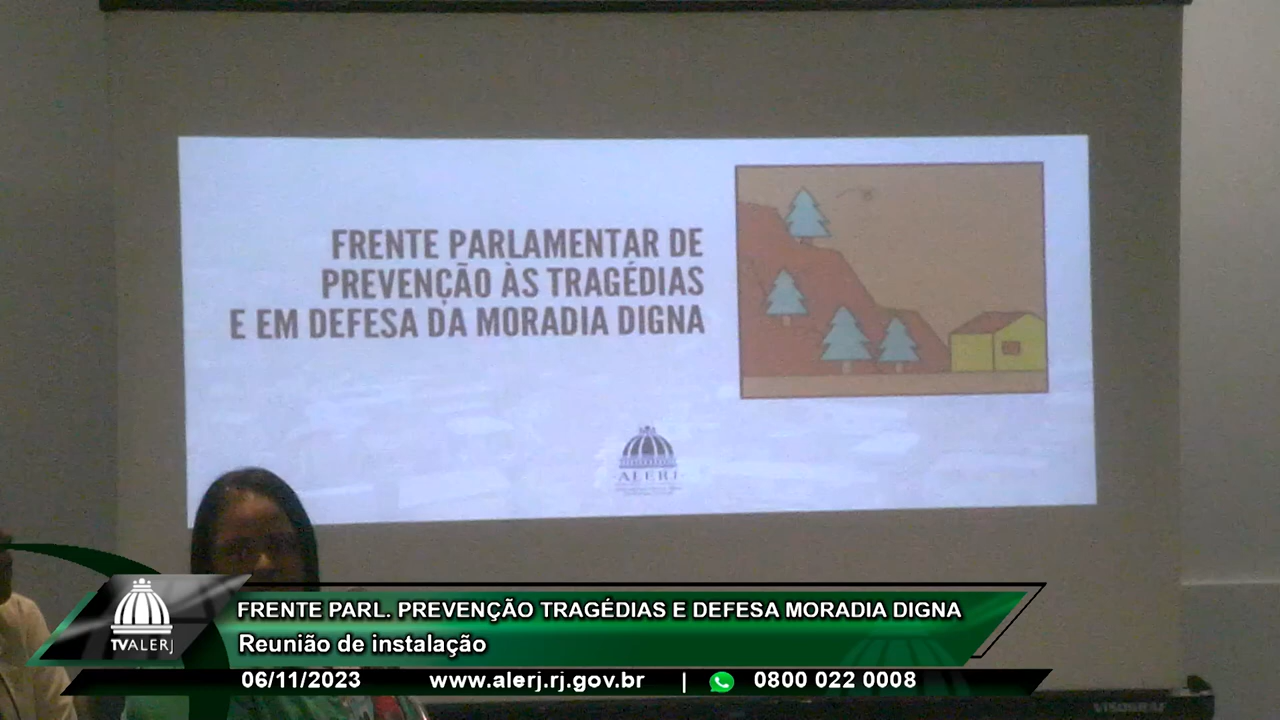 FRENTE PARLAMENTAR DE
PREVENÇÃO ÀS TRAGÉDIAS
E EM DEFESA DA MORADIA DIGNA
ALERJ
FRENTE PARL. PREVENÇÃO TRAGÉDIAS E DEFESA MORADIA DIGNA
Reunião de instalação
TVALERJ
06/11/2023 www.alerj.rj.gov.br | 0800 022 0008
VISOGRAF